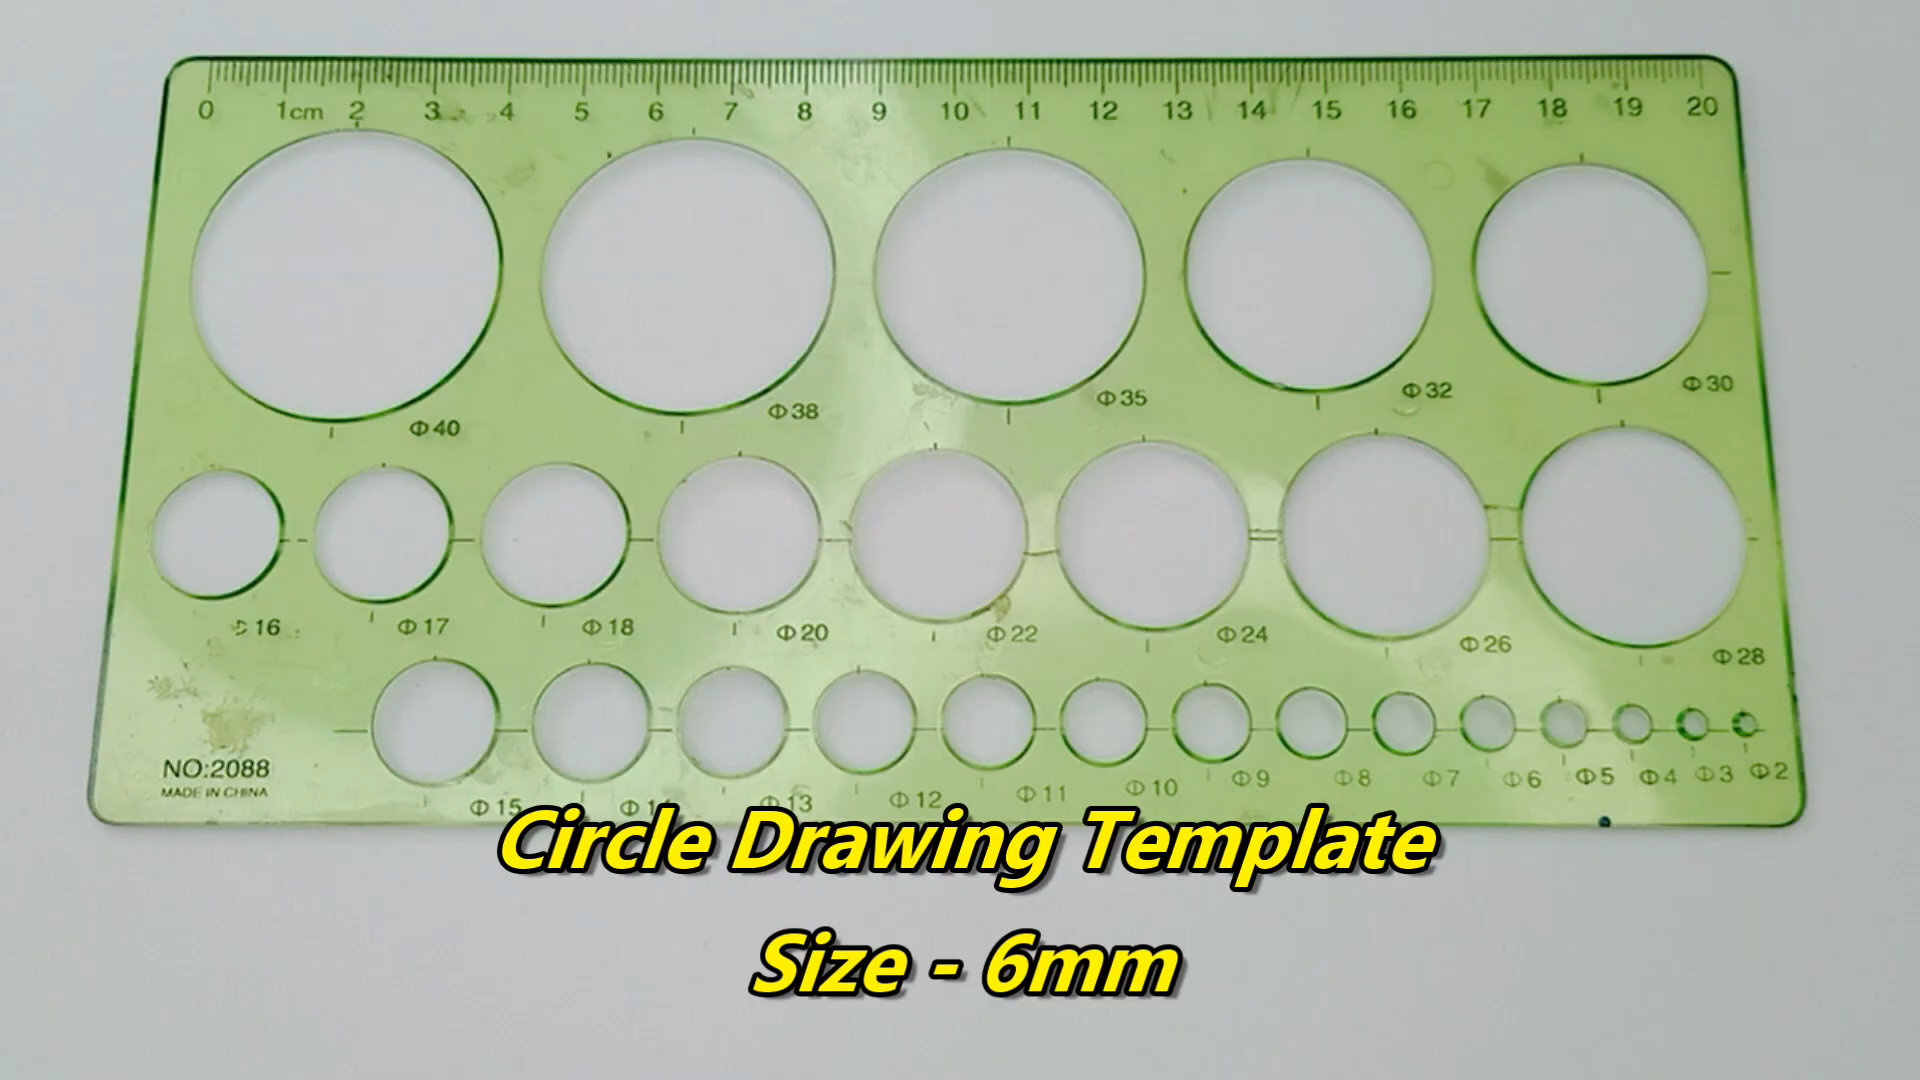 0 1cm 2 3 4 5 6 7 8 9 10 11 12 13 14 15 16 17 18 19 20
Φ40 Φ38 Φ35 Φ32 Φ30
Φ16 Φ17 Φ18 Φ20 Φ22 Φ24 Φ26 Φ28
NO:2088
MADE IN CHINA
Φ15 Φ13 Φ12 Φ11 Φ10 Φ9 Φ8 Φ7 Φ6 Φ5 Φ4 Φ3 Φ2
Circle Drawing Template
Size - 6mm